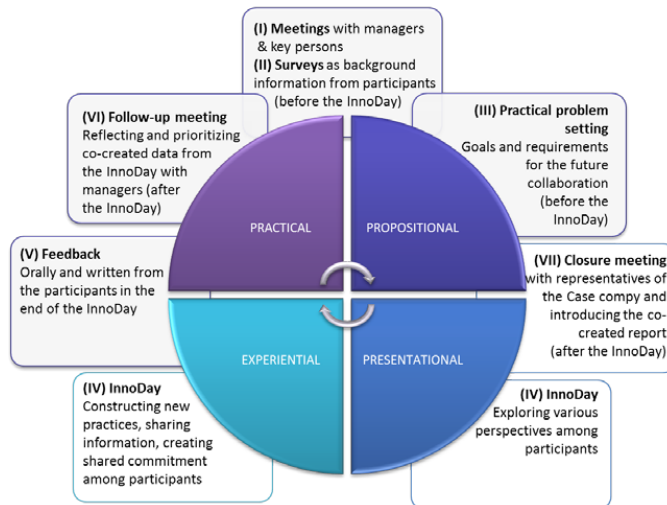 (I) Meetings with managers
& key persons
(II) Surveys as background
information from participants
(before the InnoDay)
(VI) Follow-up meeting
Reflecting and prioritizing
co-created data from
the InnoDay with
managers (after
the InnoDay)
(III) Practical problem
setting
Goals and requirements
for the future
collaboration
(before the
InnoDay)
PRACTICAL
PROPOSITIONAL
(V) Feedback
Orally and written from
the participants in the
end of the InnoDay
(VII) Closure meeting
with representatives of
the Case compy and
introducing the co-
created report
(after the InnoDay)
EXPERIENTIAL
PRESENTATIONAL
(IV) InnoDay
Constructing new
practices, sharing
information, creating
shared commitment
among participants
(IV) InnoDay
Exploring various
perspectives among
participants